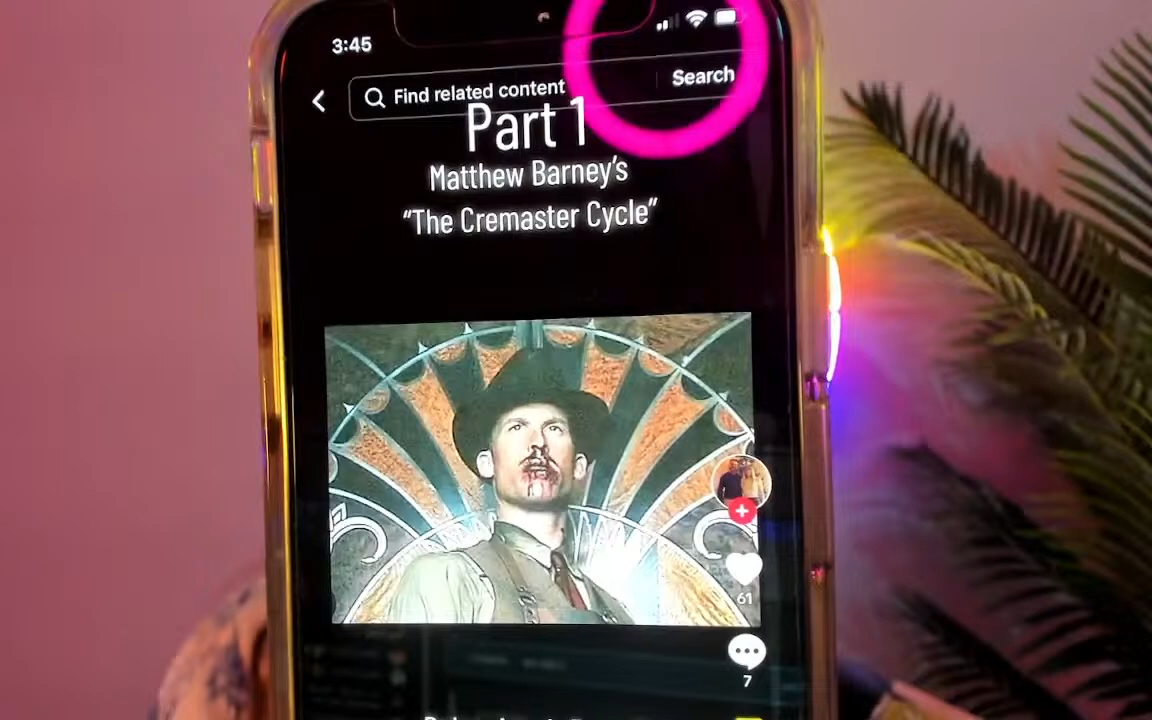 3:45
Find related content
Search
Part 1
Matthew Barney's
"The Cremaster Cycle"
61
7